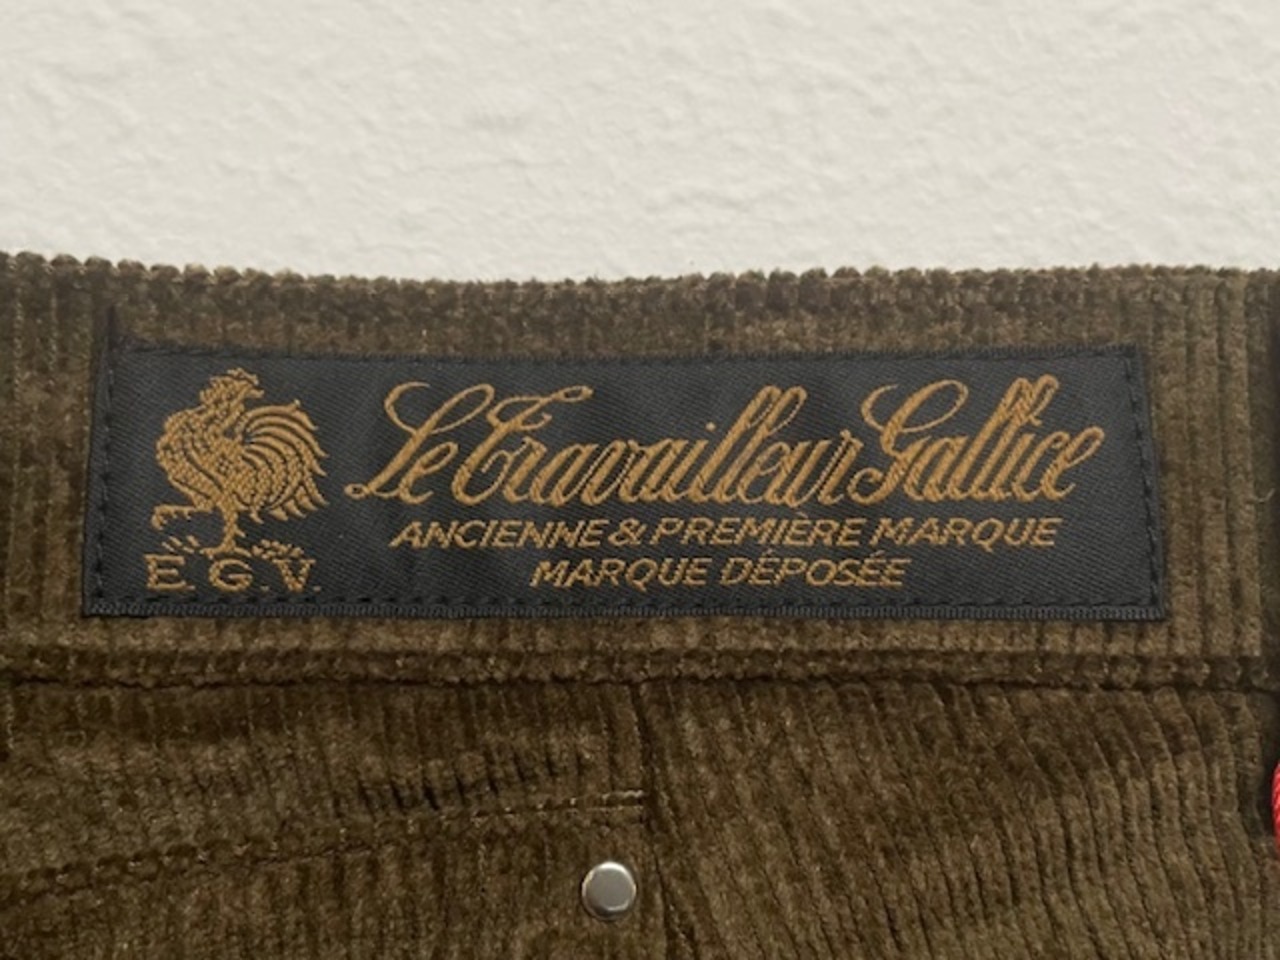 Le Travailleur Gallice
ANCIENNE & PREMIÈRE MARQUE
MARQUE DÉPOSÉE
E.G.V.